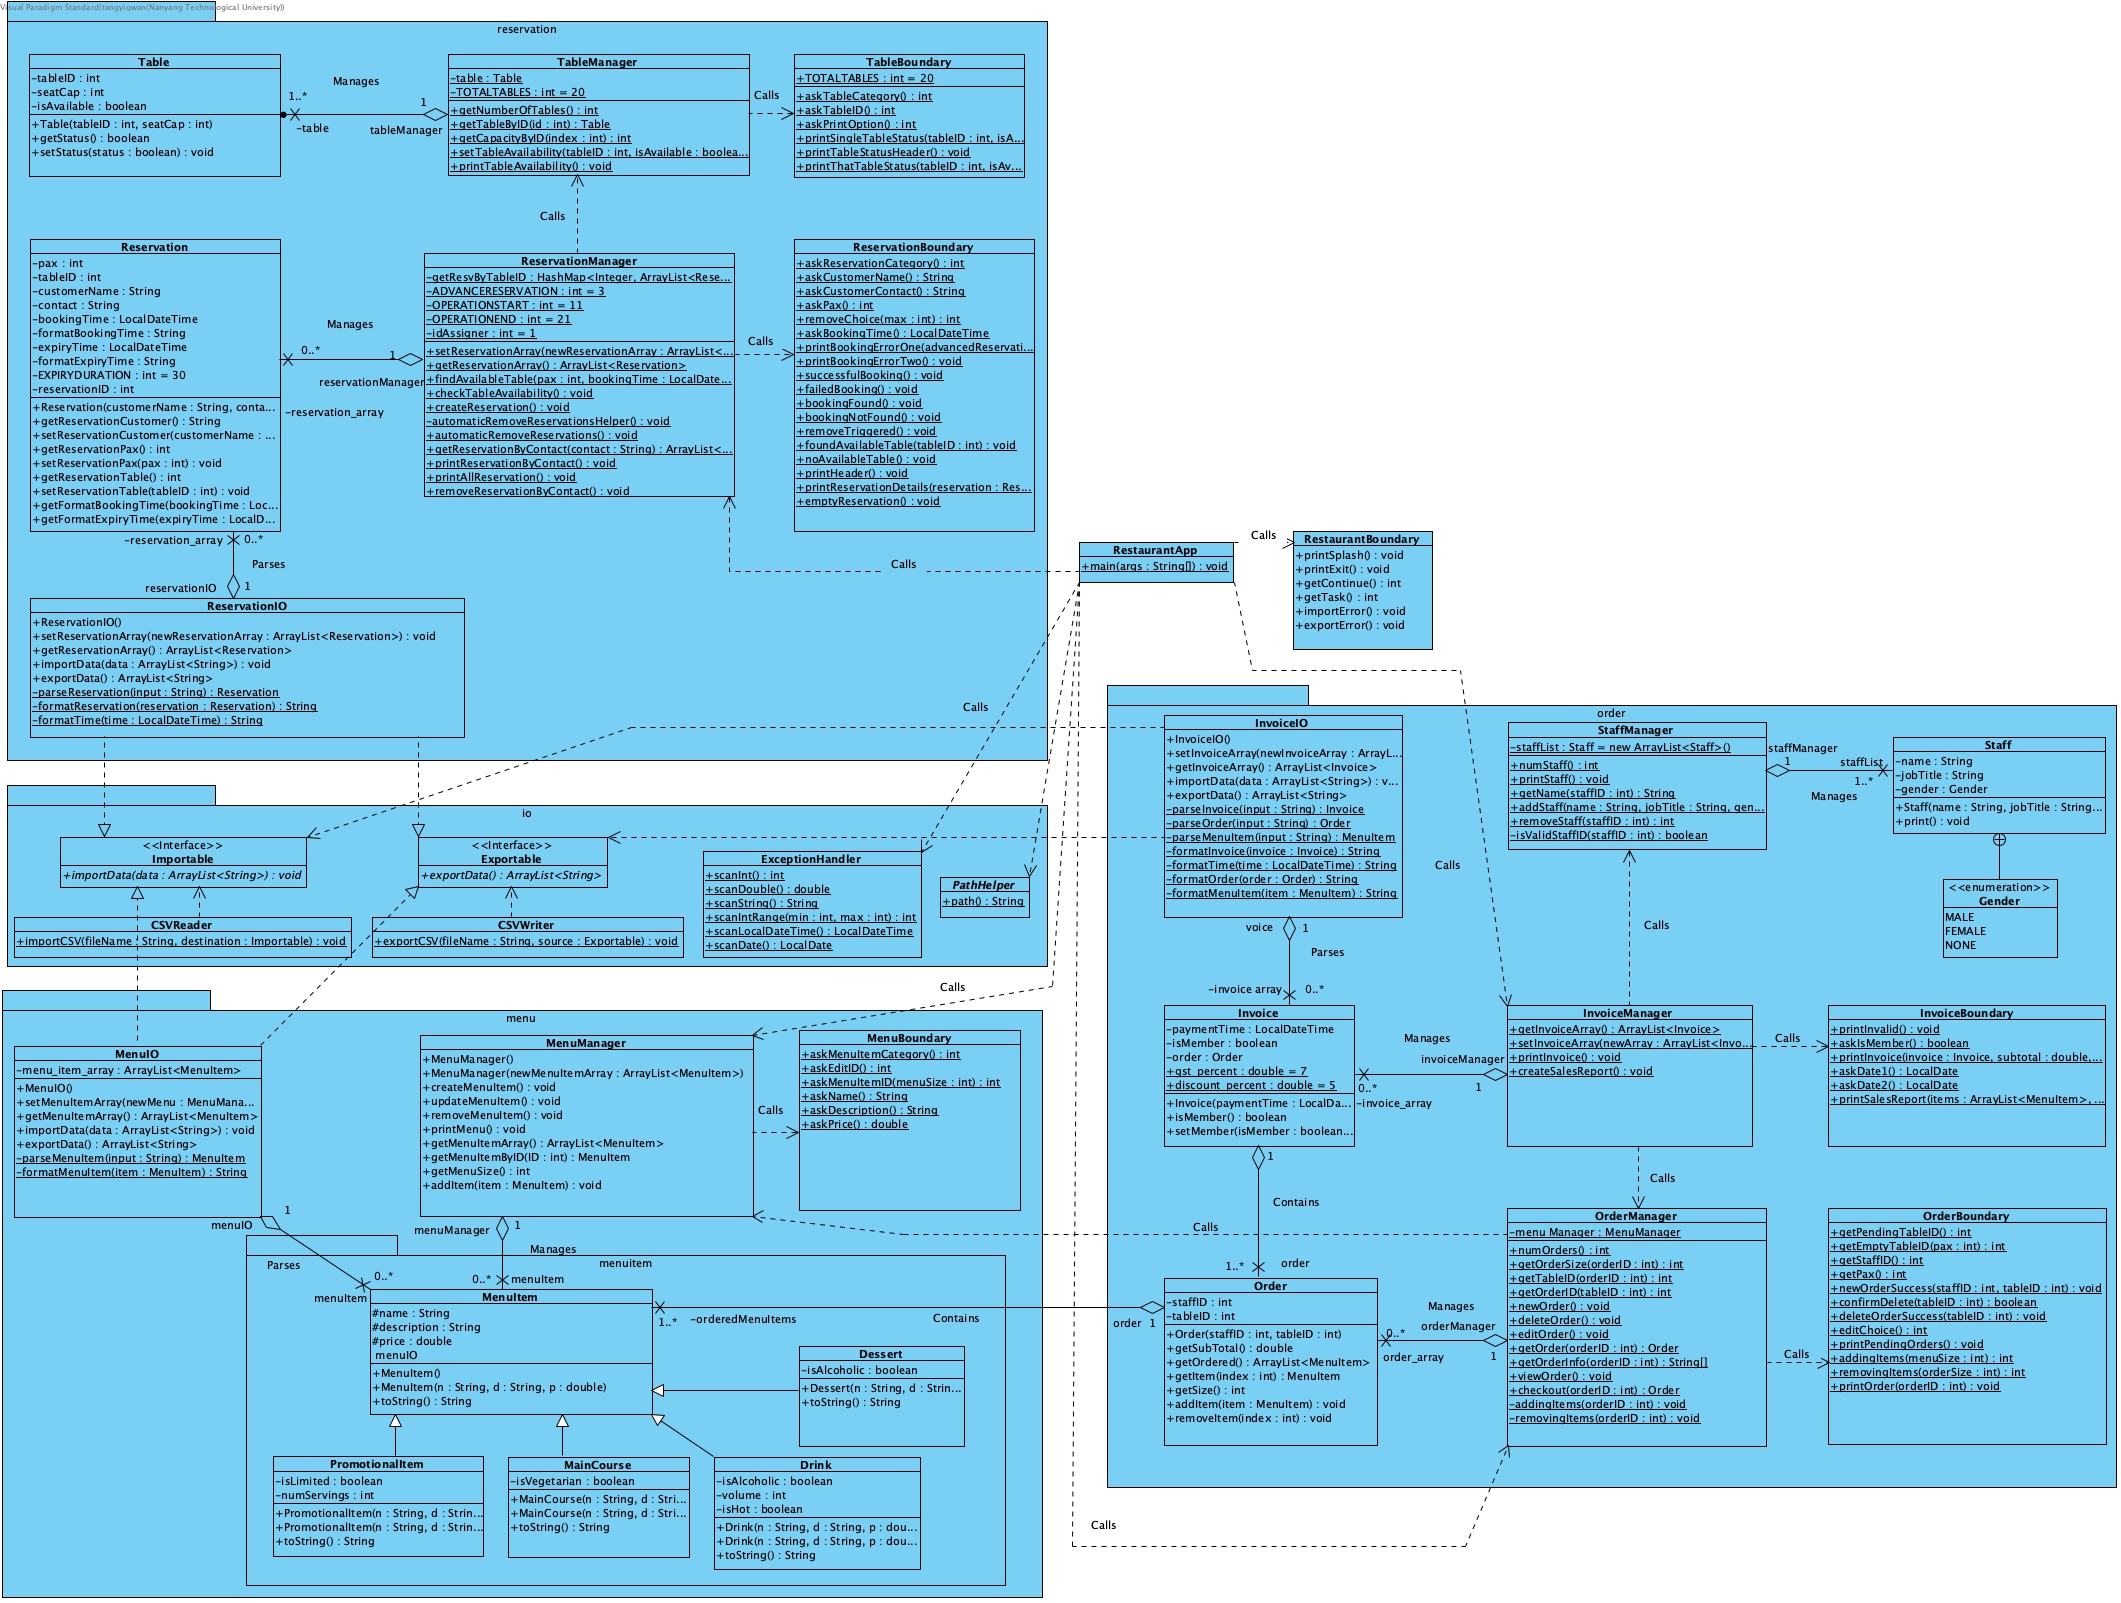 Visual Paradigm Standard(tangyiqwan(Nanyang Technological University))
reservation
Table
-tableID : int
-seatCap : int
-isAvailable : boolean
+Table(tableID : int, seatCap : int)
+getStatus() : boolean
+setStatus(status : boolean) : void
Manages
1..*
1
-table
tableManager
TableManager
-table : Table
-TOTALTABLES : int = 20
+getNumberOfTables() : int
+getTableByID(id : int) : Table
+getCapacityByID(index : int) : int
+setTableAvailability(tableID : int, isAvailable : boolea...
+printTableAvailability() : void
Calls
TableBoundary
+TOTALTABLES : int = 20
+askTableCategory() : int
+askTableID() : int
+askPrintOption() : int
+printSingleTableStatus(tableID : int, isA...
+printTableStatusHeader() : void
+printThatTableStatus(tableID : int, isAv...
Calls
Reservation
-pax : int
-tableID : int
-customerName : String
-contact : String
-bookingTime : LocalDateTime
-formatBookingTime : String
-expiryTime : LocalDateTime
-formatExpiryTime : String
-EXPIRYDURATION : int = 30
-reservationID : int
+Reservation(customerName : String, conta...
+getReservationCustomer() : String
+setReservationCustomer(customerName : ...
+getReservationPax() : int
+setReservationPax(pax : int) : void
+getReservationTable() : int
+setReservationTable(tableID : int) : void
+getFormatBookingTime(bookingTime : Loc...
+getFormatExpiryTime(expiryTime : LocalD...
Manages
0..*
1
reservationManager
-reservation_array
ReservationManager
-getResvByTableID : HashMap<Integer, ArrayList<Rese...
-ADVANCERESERVATION : int = 3
-OPERATIONSTART : int = 11
-OPERATIONEND : int = 21
-idAssigner : int = 1
+setReservationArray(newReservationArray : ArrayList<...
+getReservationArray() : ArrayList<Reservation>
+findAvailableTable(pax : int, bookingTime : LocalDate...
+checkTableAvailability() : void
+createReservation() : void
-automaticRemoveReservationsHelper() : void
+automaticRemoveReservations() : void
+getReservationByContact(contact : String) : ArrayList<...
+printReservationByContact() : void
+printAllReservation() : void
+removeReservationByContact() : void
Calls
ReservationBoundary
+askReservationCategory() : int
+askCustomerName() : String
+askCustomerContact() : String
+askPax() : int
+removeChoice(max : int) : int
+askBookingTime() : LocalDateTime
+printBookingErrorOne(advancedReservati...
+printBookingErrorTwo() : void
+successfulBooking() : void
+failedBooking() : void
+bookingFound() : void
+bookingNotFound() : void
+removeTriggered() : void
+foundAvailableTable(tableID : int) : void
+noAvailableTable() : void
+printHeader() : void
+printReservationDetails(reservation : Res...
+emptyReservation() : void
-reservation_array
0..*
Parses
reservationIO
1
ReservationIO
+ReservationIO()
+setReservationArray(newReservationArray : ArrayList<Reservation>) : void
+getReservationArray() : ArrayList<Reservation>
+importData(data : ArrayList<String>) : void
+exportData() : ArrayList<String>
-parseReservation(input : String) : Reservation
-formatReservation(reservation : Reservation) : String
-formatTime(time : LocalDateTime) : String
Calls
RestaurantApp
+main(args : String[]) : void
Calls
RestaurantBoundary
+printSplash() : void
+printExit() : void
+getContinue() : int
+getTask() : int
+importError() : void
+exportError() : void
Calls
io
<<Interface>>
Importable
+importData(data : ArrayList<String>) : void
<<Interface>>
Exportable
+exportData() : ArrayList<String>
CSVReader
+importCSV(fileName : String, destination : Importable) : void
CSVWriter
+exportCSV(fileName : String, source : Exportable) : void
ExceptionHandler
+scanInt() : int
+scanDouble() : double
+scanString() : String
+scanIntRange(min : int, max : int) : int
+scanLocalDateTime() : LocalDateTime
+scanDate() : LocalDate
PathHelper
+path() : String
Calls
order
InvoiceIO
+InvoiceIO()
+setInvoiceArray(newInvoiceArray : ArrayL...
+getInvoiceArray() : ArrayList<Invoice>
+importData(data : ArrayList<String>) : v...
+exportData() : ArrayList<String>
-parseInvoice(input : String) : Invoice
-parseOrder(input : String) : Order
-parseMenuItem(input : String) : MenuItem
-formatInvoice(invoice : Invoice) : String
-formatTime(time : LocalDateTime) : String
-formatOrder(order : Order) : String
-formatMenuItem(item : MenuItem) : String
Calls
StaffManager
-staffList : Staff = new ArrayList<Staff>()
+numStaff() : int
+printStaff() : void
+getName(staffID : int) : String
+addStaff(name : String, jobTitle : String, gen...
+removeStaff(staffID : int) : int
-isValidStaffID(staffID : int) : boolean
staffManager
1
staffList
1..*
Manages
Staff
-name : String
-jobTitle : String
-gender : Gender
+Staff(name : String, jobTitle : String...
+print() : void
<<enumeration>>
Gender
MALE
FEMALE
NONE
Calls
voice
1
Parses
-invoice array
0..*
Invoice
-paymentTime : LocalDateTime
-isMember : boolean
-order : Order
+gst_percent : double = 7
+discount_percent : double = 5
+Invoice(paymentTime : LocalDa...
+isMember() : boolean
+setMember(isMember : boolean...
Manages
invoiceManager
0..*
1
-invoice_array
InvoiceManager
+getInvoiceArray() : ArrayList<Invoice>
+setInvoiceArray(newArray : ArrayList<Invo...
+printInvoice() : void
+createSalesReport() : void
Calls
InvoiceBoundary
+printInvalid() : void
+askIsMember() : boolean
+printInvoice(invoice : Invoice, subtotal : double,...
+askDate1() : LocalDate
+askDate2() : LocalDate
+printSalesReport(items : ArrayList<MenuItem>, ...
1
Contains
1..*
order
Calls
Order
-staffID : int
-tableID : int
+Order(staffID : int, tableID : int)
+getSubTotal() : double
+getOrdered() : ArrayList<MenuItem>
+getItem(index : int) : MenuItem
+getSize() : int
+addItem(item : MenuItem) : void
+removeItem(index : int) : void
Manages
orderManager
0..*
1
order_array
OrderManager
-menu Manager : MenuManager
+numOrders() : int
+getOrderSize(orderID : int) : int
+getTableID(orderID : int) : int
+getOrderID(tableID : int) : int
+newOrder() : void
+deleteOrder() : void
+editOrder() : void
+getOrder(orderID : int) : Order
+getOrderInfo(orderID : int) : String[]
+viewOrder() : void
+checkout(orderID : int) : Order
-addingItems(orderID : int) : void
-removingItems(orderID : int) : void
Calls
OrderBoundary
+getPendingTableID() : int
+getEmptyTableID(pax : int) : int
+getStaffID() : int
+getPax() : int
+newOrderSuccess(staffID : int, tableID : int) : void
+confirmDelete(tableID : int) : boolean
+deleteOrderSuccess(tableID : int) : void
+editChoice() : int
+printPendingOrders() : void
+addingItems(menuSize : int) : int
+removingItems(orderSize : int) : int
+printOrder(orderID : int) : void
Calls
Calls
menu
MenuIO
-menu_item_array : ArrayList<MenuItem>
+MenuIO()
+setMenuItemArray(newMenu : MenuMana...
+getMenuItemArray() : ArrayList<MenuItem>
+importData(data : ArrayList<String>) : void
+exportData() : ArrayList<String>
-parseMenuItem(input : String) : MenuItem
-formatMenuItem(item : MenuItem) : String
MenuManager
+MenuManager()
+MenuManager(newMenuItemArray : ArrayList<MenuItem>)
+createMenuItem() : void
+updateMenuItem() : void
+removeMenuItem() : void
+printMenu() : void
+getMenuItemArray() : ArrayList<MenuItem>
+getMenuItemByID(ID : int) : MenuItem
+getMenuSize() : int
+addItem(item : MenuItem) : void
Calls
MenuBoundary
+askMenuItemCategory() : int
+askEditID() : int
+askMenuItemID(menuSize : int) : int
+askName() : String
+askDescription() : String
+askPrice() : double
menuIO
1
Parses
0..*
menuItem
menuManager
1
Manages
0..*
menuItem
menuitem
MenuItem
#name : String
#description : String
#price : double
menuIO
+MenuItem()
+MenuItem(n : String, d : String, p : double)
+toString() : String
1..*
-orderedMenuItems
Contains
order
1
Dessert
-isAlcoholic : boolean
+Dessert(n : String, d : Strin...
+toString() : String
PromotionalItem
-isLimited : boolean
-numServings : int
+PromotionalItem(n : String, d : Strin...
+PromotionalItem(n : String, d : Strin...
+toString() : String
MainCourse
-isVegetarian : boolean
+MainCourse(n : String, d : Stri...
+MainCourse(n : String, d : Stri...
+toString() : String
Drink
-isAlcoholic : boolean
-volume : int
-isHot : boolean
+Drink(n : String, d : String, p : dou...
+Drink(n : String, d : String, p : dou...
+toString() : String